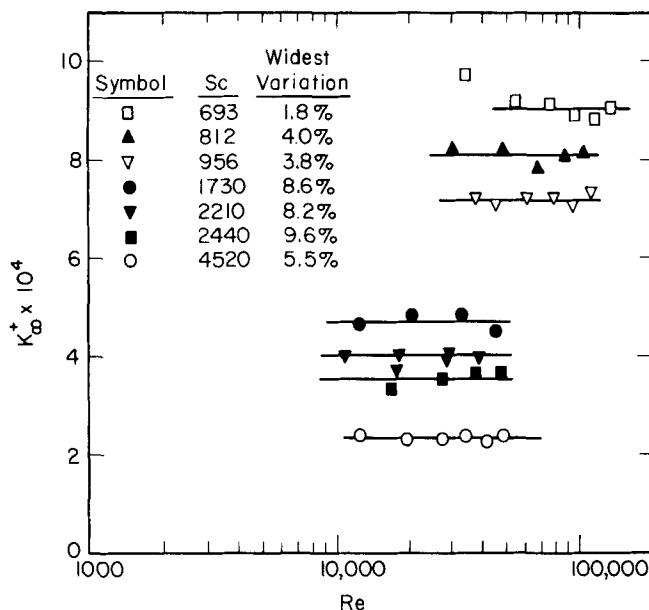 Widest
Symbol Sc Variation
□ 693 1.8%
▲ 812 4.0%
▽ 956 3.8%
● 1730 8.6%
▼ 2210 8.2%
■ 2440 9.6%
○ 4520 5.5%
10
8
6
4
2
0
K∞⁺ x 10⁴
1000 10,000 100,000
Re